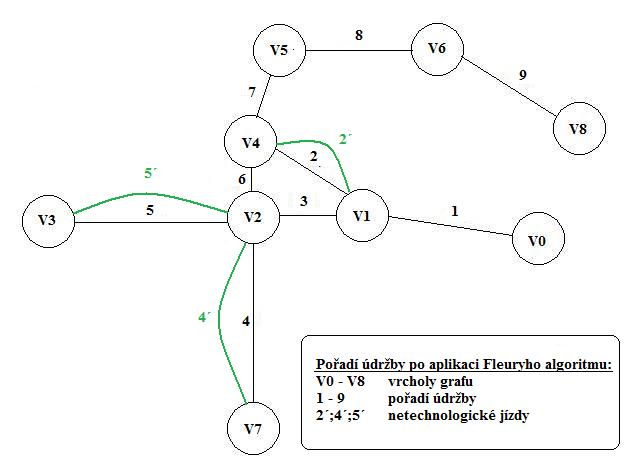 8
V5
V6
9
7
V8
2´
V4
2
5´
6
3
1
V3
5
V2
V1
V0
4´
4
V7
Pořadí údržby po aplikaci Fleuryho algoritmu:
V0 - V8 vrcholy grafu
1 - 9 pořadí údržby
2´;4´;5´ netechnologické jízdy